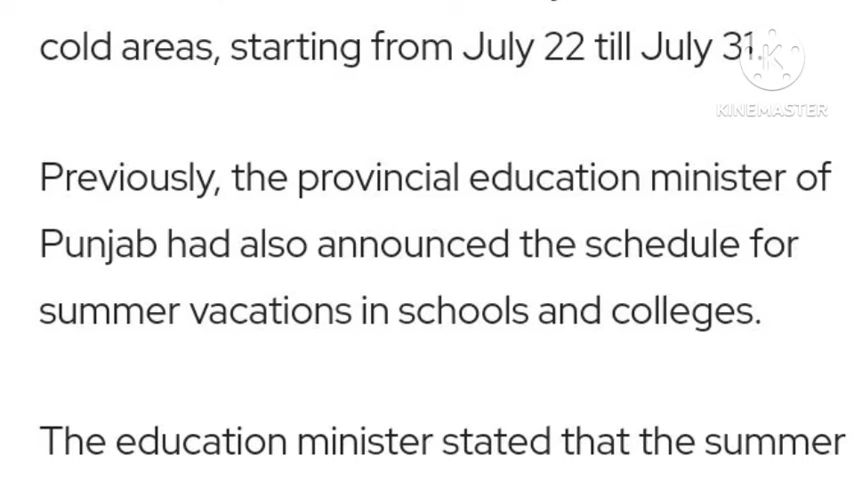 cold areas, starting from July 22 till July 31.
KINEMASTER
Previously, the provincial education minister of
Punjab had also announced the schedule for
summer vacations in schools and colleges.
The education minister stated that the summer